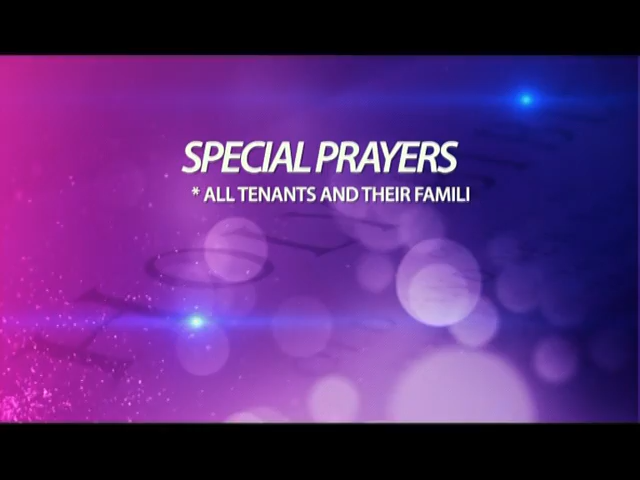 SPECIAL PRAYERS
* ALL TENANTS AND THEIR FAMILI